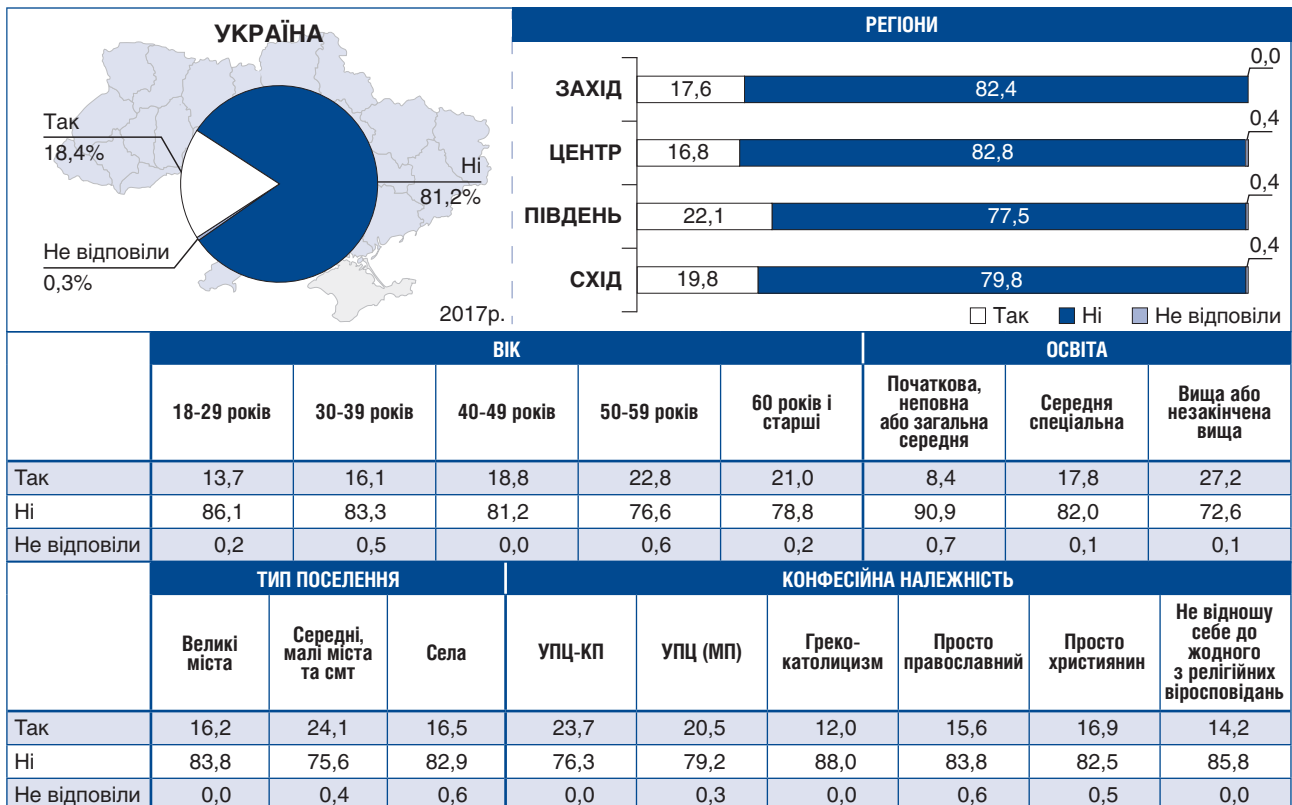 УКРАЇНА
Так
18,4%
Ні
81,2%
Не відповіли
0,3%
2017р.
РЕГІОНИ
0,0
ЗАХІД 17,6 82,4
0,4
ЦЕНТР 16,8 82,8
0,4
ПІВДЕНЬ 22,1 77,5
0,4
СХІД 19,8 79,8
Так Ні Не відповіли
ВІК ОСВІТА
18-29 років 30-39 років 40-49 років 50-59 років 60 років і старші Початкова, неповна або загальна середня Середня спеціальна Вища або незакінчена вища
Так 13,7 16,1 18,8 22,8 21,0 8,4 17,8 27,2
Ні 86,1 83,3 81,2 76,6 78,8 90,9 82,0 72,6
Не відповіли 0,2 0,5 0,0 0,6 0,2 0,7 0,1 0,1
ТИП ПОСЕЛЕННЯ КОНФЕСІЙНА НАЛЕЖНІСТЬ
Великі міста Середні, малі міста та смт Села УПЦ-КП УПЦ (МП) Греко-католицизм Просто православний Просто християнин Не відношу себе до жодного з релігійних віросповідань
Так 16,2 24,1 16,5 23,7 20,5 12,0 15,6 16,9 14,2
Ні 83,8 75,6 82,9 76,3 79,2 88,0 83,8 82,5 85,8
Не відповіли 0,0 0,4 0,6 0,0 0,3 0,0 0,6 0,5 0,0